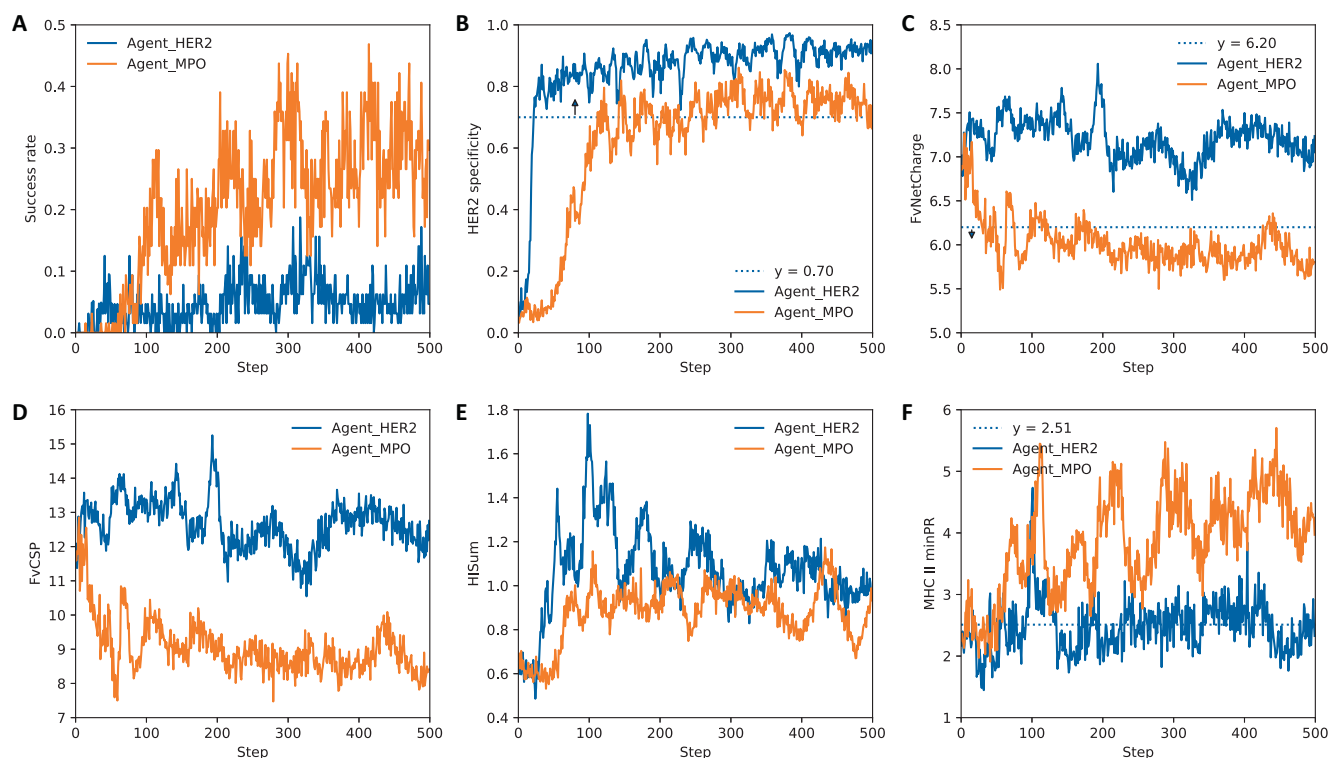 A
Success rate
0.5
0.4
0.3
0.2
0.1
0.0
Agent_HER2
Agent_MPO
0 100 200 300 400 500
Step
B
HER2 specificity
1.0
0.8
0.6
0.4
0.2
0.0
y = 0.70
Agent_HER2
Agent_MPO
0 100 200 300 400 500
Step
C
FvNetCharge
8.5
8.0
7.5
7.0
6.5
6.0
5.5
5.0
y = 6.20
Agent_HER2
Agent_MPO
0 100 200 300 400 500
Step
D
FvCSP
16
15
14
13
12
11
10
9
8
7
Agent_HER2
Agent_MPO
0 100 200 300 400 500
Step
E
HISum
1.8
1.6
1.4
1.2
1.0
0.8
0.6
0.4
Agent_HER2
Agent_MPO
0 100 200 300 400 500
Step
F
MHC II minPR
6
5
4
3
2
1
y = 2.51
Agent_HER2
Agent_MPO
0 100 200 300 400 500
Step